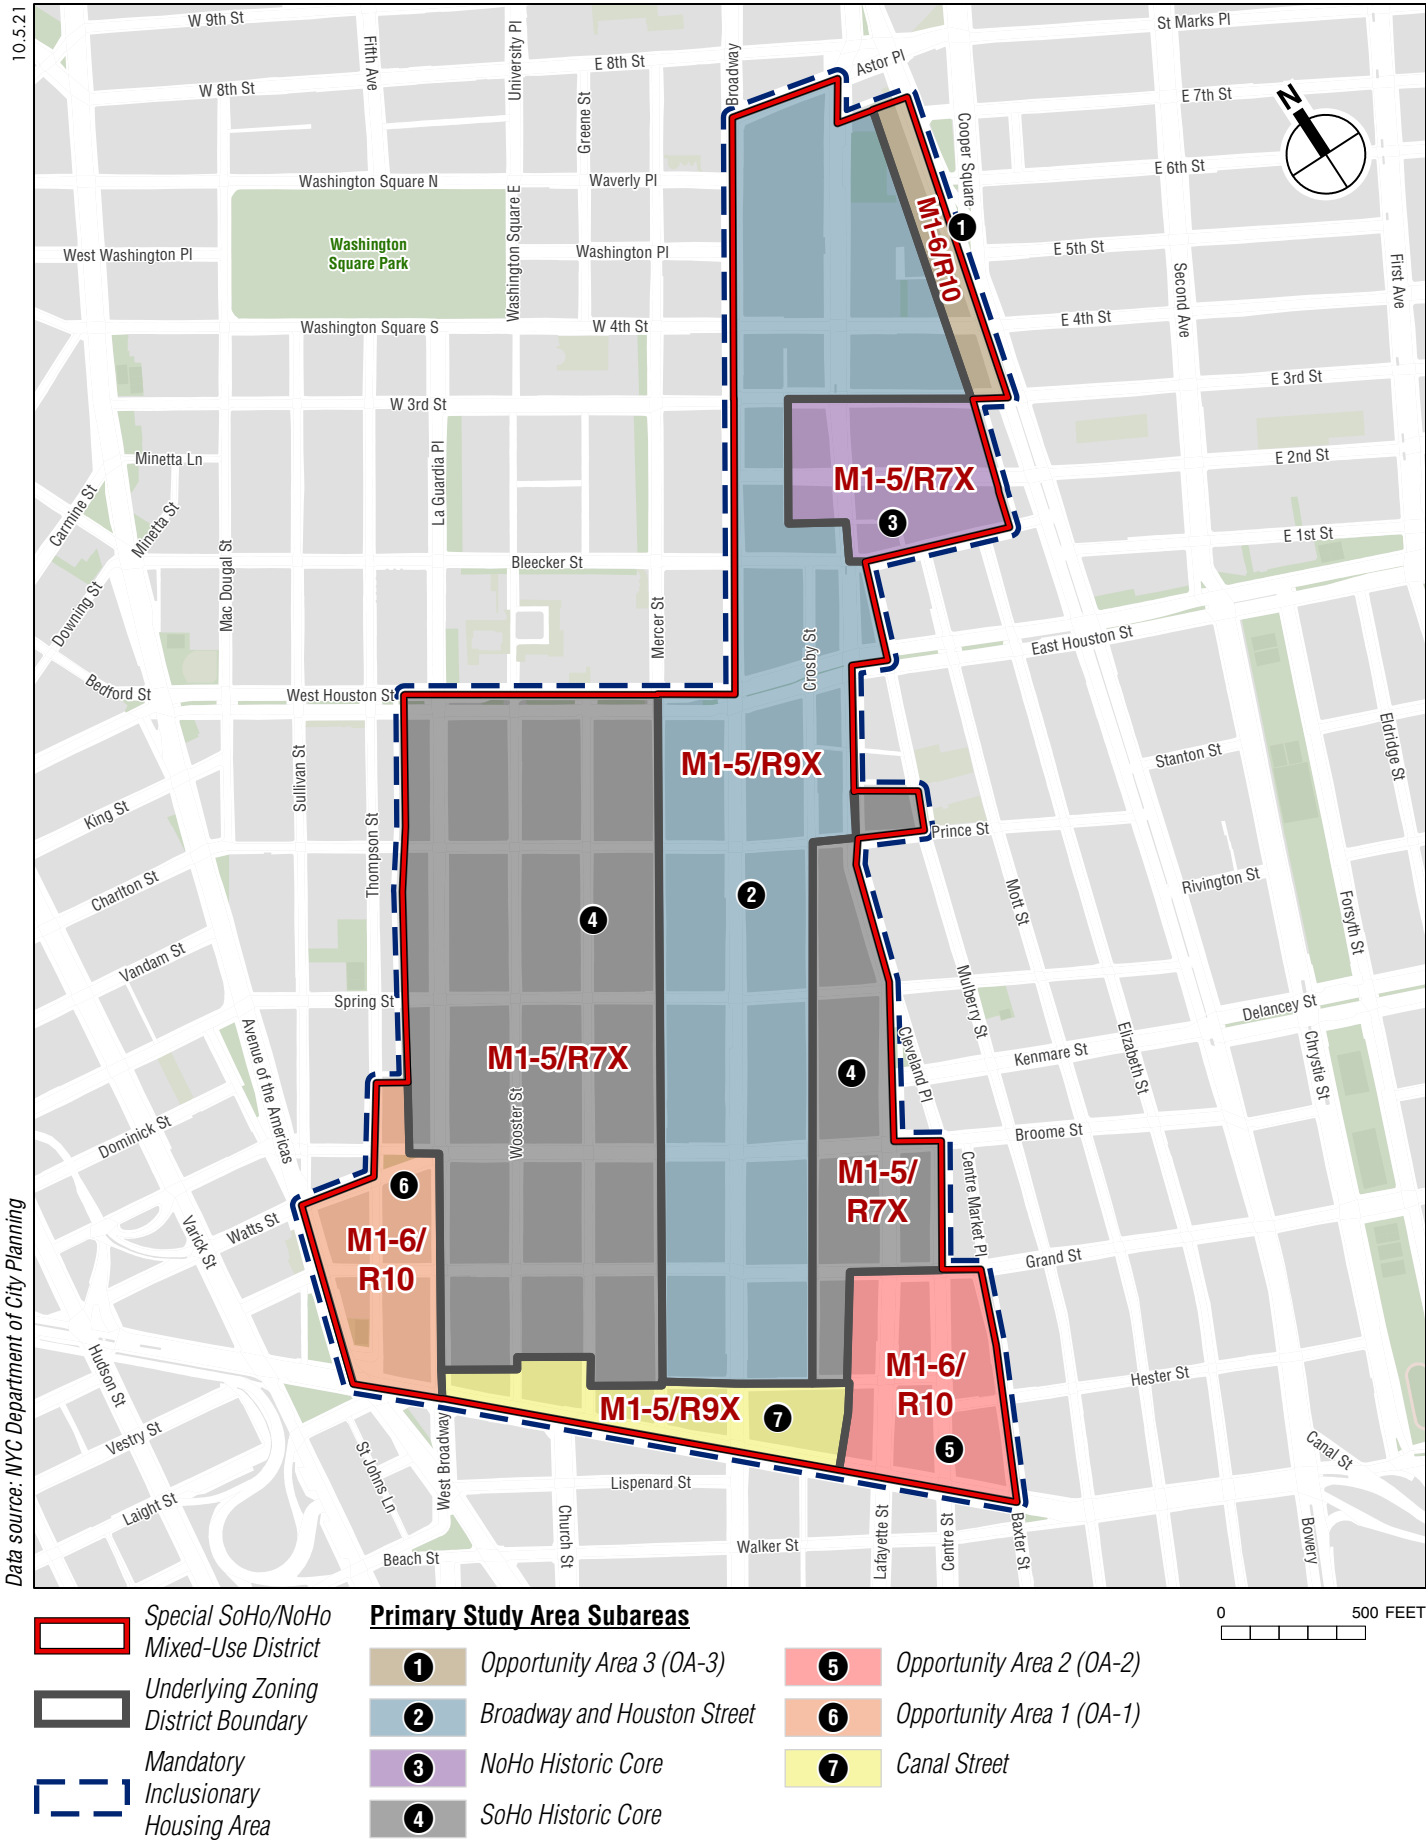 10.5.21
W 9th St
Fifth Ave
University Pl
Broadway
St Marks Pl
E 8th St
Astor Pl
W 8th St
Greene St
E 7th St
N
Cooper Square
E 6th St
Washington Square N
Waverly Pl
Washington Square E
M1-6/R10
1
Washington
Square Park
West Washington Pl
Washington Pl
E 5th St
Second Ave
First Ave
Washington Square S
W 4th St
E 4th St
E 3rd St
W 3rd St
La Guardia Pl
Minetta Ln
E 2nd St
M1-5/R7X
3
Carmine St
Minetta St
E 1st St
Mac Dougal St
Bleecker St
Downing St
Mercer St
Crosby St
East Houston St
Bedford St
West Houston St
Sullivan St
Eldridge St
Stanton St
M1-5/R9X
King St
Thompson St
Prince St
Charlton St
2
Mott St
Rivington St
4
Forsyth St
Vandam St
Spring St
Mulberry St
Delancey St
Avenue of the Americas
Cleveland Pl
Elizabeth St
Chrystie St
Kenmare St
M1-5/R7X
4
Wooster St
Dominick St
Broome St
6
M1-5/
R7X
Centre Market Pl
Watts St
Varick St
M1-6/
R10
Grand St
Hudson St
M1-6/
R10
Hester St
M1-5/R9X
7
5
Vestry St
St Johns Ln
West Broadway
Canal St
Lispenard St
Laight St
Church St
Lafayette St
Centre St
Baxter St
Bowery
Walker St
Beach St
Data source: NYC Department of City Planning
Special SoHo/NoHo
Mixed-Use District
Underlying Zoning
District Boundary
Mandatory
Inclusionary
Housing Area
Primary Study Area Subareas
1 Opportunity Area 3 (OA-3)
2 Broadway and Houston Street
3 NoHo Historic Core
4 SoHo Historic Core
5 Opportunity Area 2 (OA-2)
6 Opportunity Area 1 (OA-1)
7 Canal Street
0 500 FEET